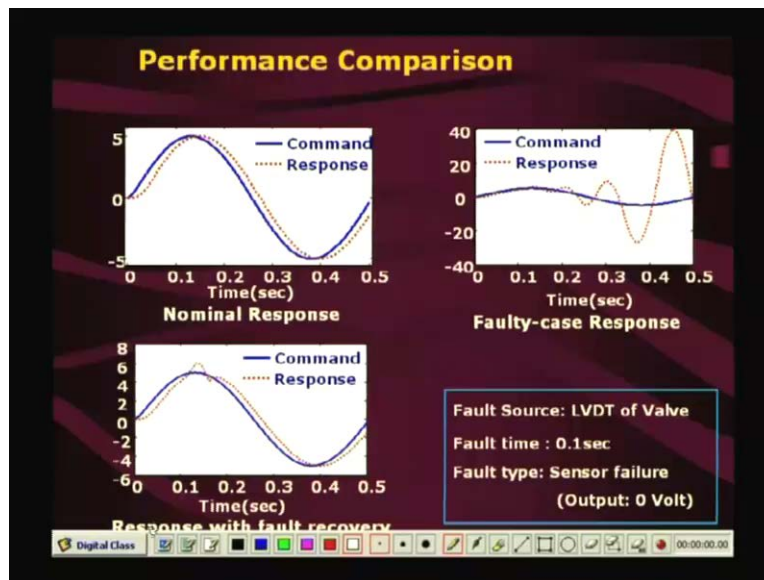 Performance Comparison
5
0
-5
Command
Response
0 0.1 0.2 0.3 0.4 0.5
Time(sec)
Nominal Response
40
20
0
-20
-40
Command
Response
0 0.1 0.2 0.3 0.4 0.5
Time(sec)
Faulty-case Response
8
6
4
2
0
-2
-4
-6
Command
Response
0 0.1 0.2 0.3 0.4 0.5
Time(sec)
Response with fault recovery
Fault Source: LVDT of Valve
Fault time : 0.1sec
Fault type: Sensor failure
(Output: 0 Volt)
Digital Class
00:00:00.00